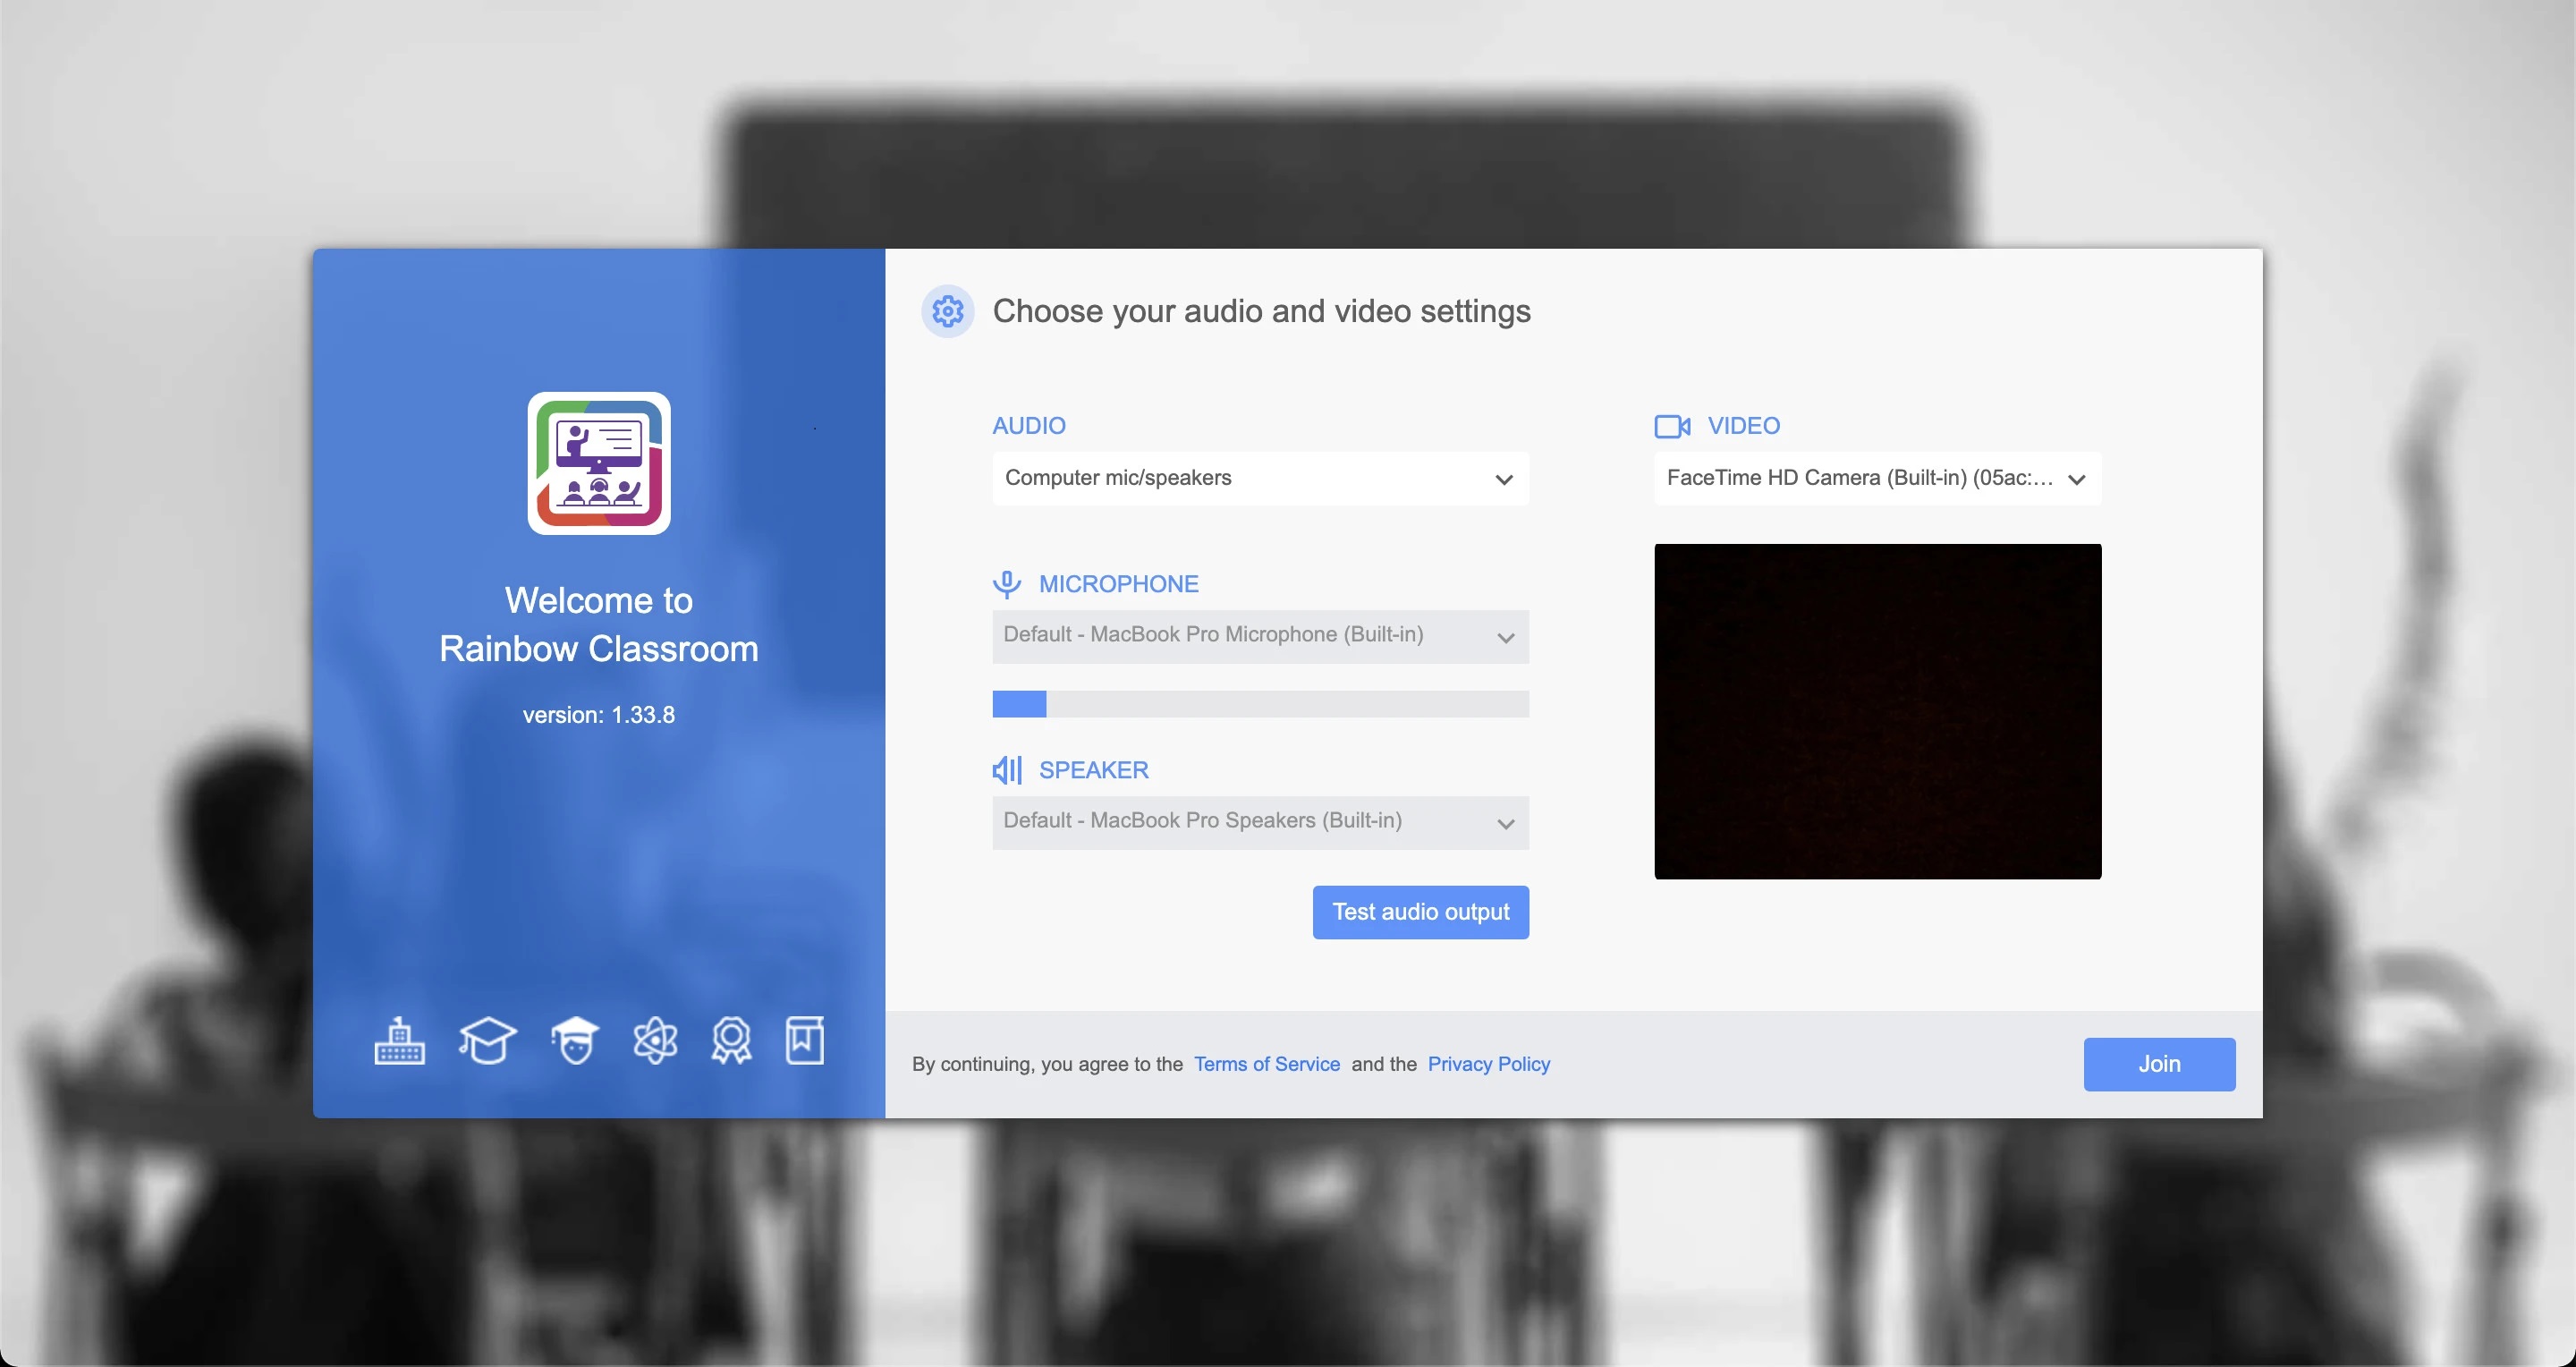 Welcome to
Rainbow Classroom
version: 1.33.8
Choose your audio and video settings
AUDIO
Computer mic/speakers
MICROPHONE
Default - MacBook Pro Microphone (Built-in)
SPEAKER
Default - MacBook Pro Speakers (Built-in)
Test audio output
VIDEO
FaceTime HD Camera (Built-in) (05ac:...
By continuing, you agree to the Terms of Service and the Privacy Policy
Join